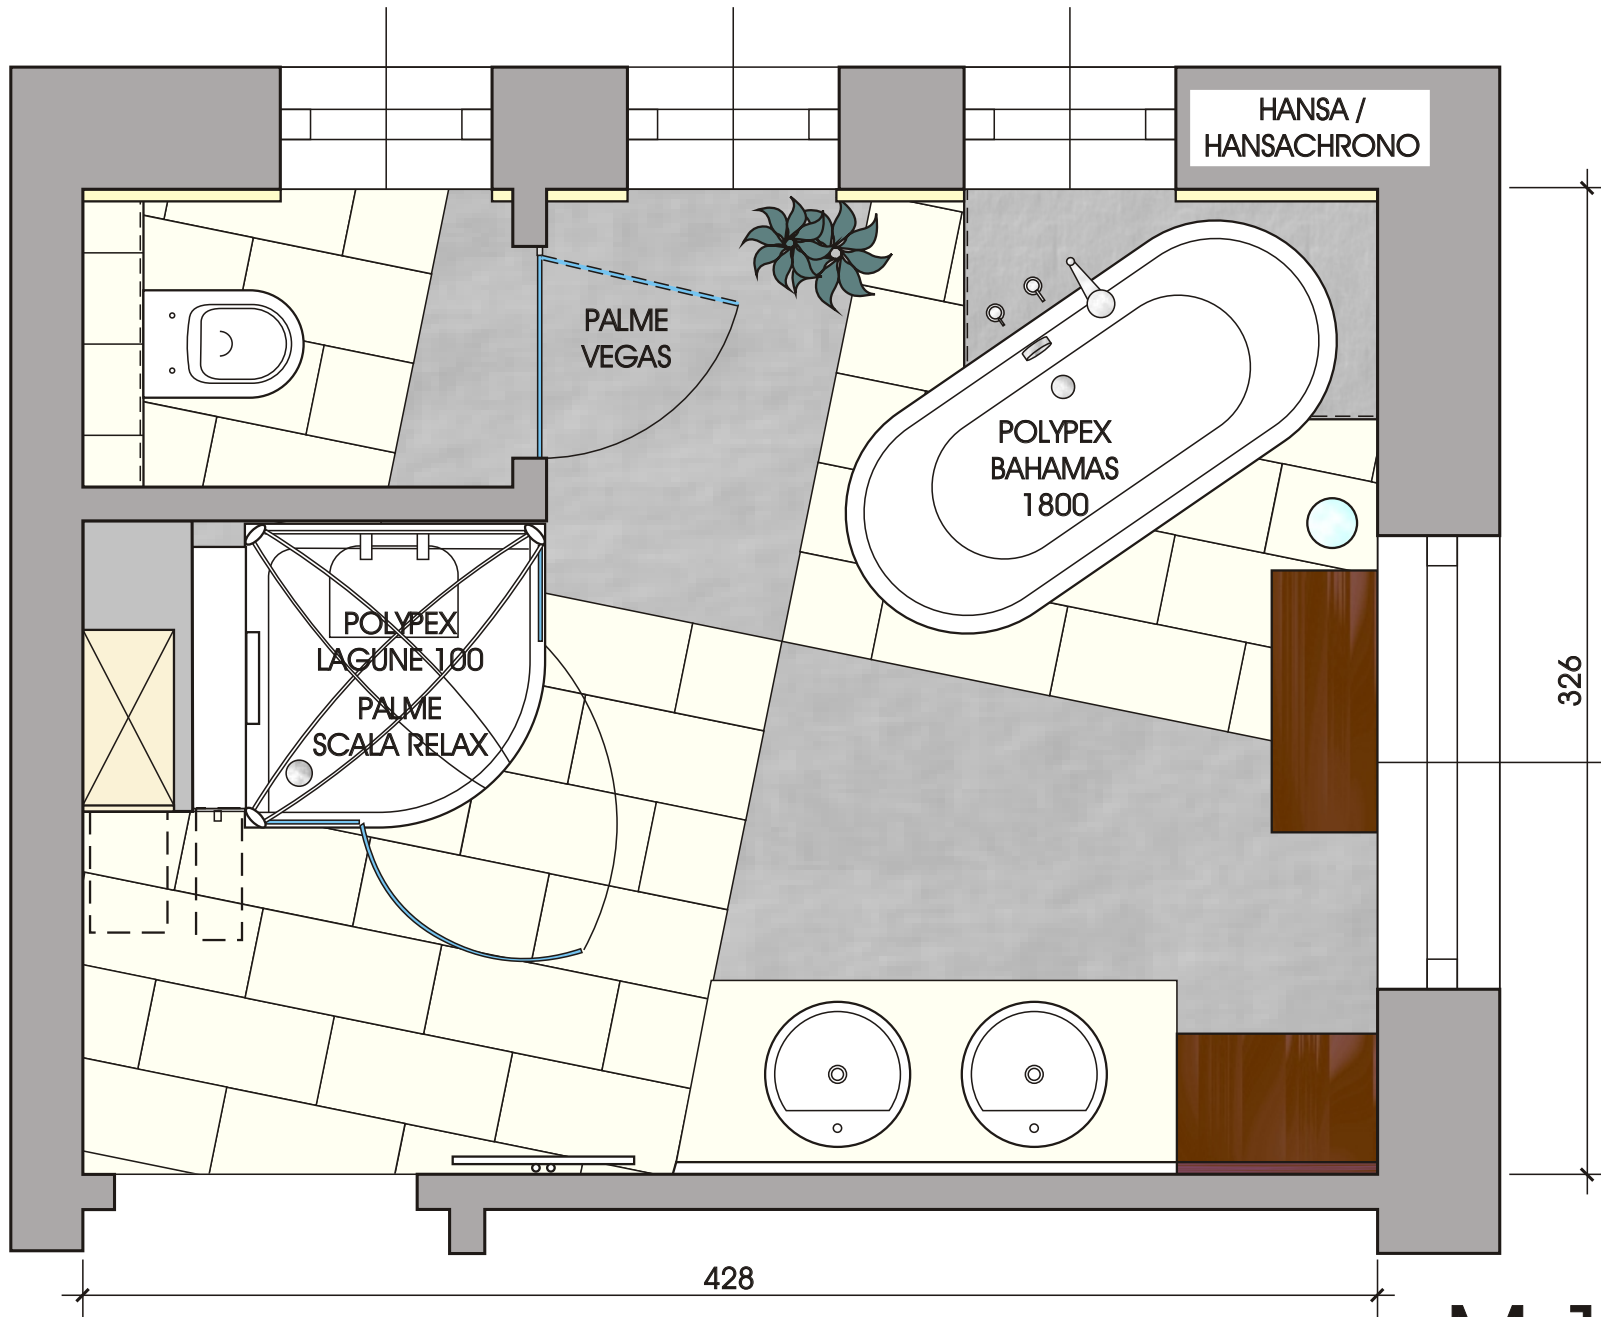 HANSA /
HANSACHRONO
PALME
VEGAS
POLYPEX
BAHAMAS
1800
POLYPEX
LAGUNE 100
PALME
SCALA RELAX
326
428